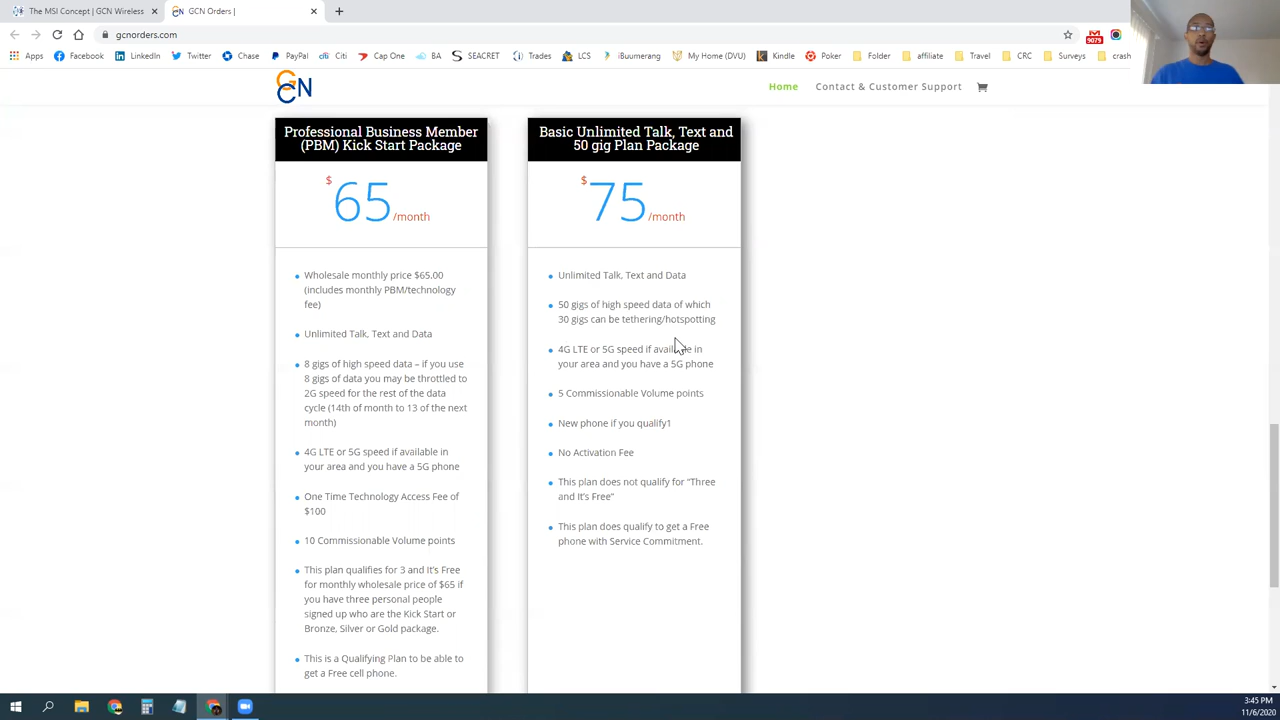 The MSI Concept | GCN Wireless
GCN Orders |
gcnorders.com
Apps Facebook LinkedIn Twitter Chase PayPal Citi Cap One BA SEACRET Trades LCS iBuumerang My Home (DVU) Kindle Poker Folder affiliate Travel CRC Surveys crash
9079
GCN
Home Contact & Customer Support
Professional Business Member
(PBM) Kick Start Package
$65/month
Wholesale monthly price $65.00
(includes monthly PBM/technology
fee)
Unlimited Talk, Text and Data
8 gigs of high speed data – if you use
8 gigs of data you may be throttled to
2G speed for the rest of the data
cycle (14th of month to 13 of the next
month)
4G LTE or 5G speed if available in
your area and you have a 5G phone
One Time Technology Access Fee of
$100
10 Commissionable Volume points
This plan qualifies for 3 and It's Free
for monthly wholesale price of $65 if
you have three personal people
signed up who are the Kick Start or
Bronze, Silver or Gold package.
This is a Qualifying Plan to be able to
get a Free cell phone.
Basic Unlimited Talk, Text and
50 gig Plan Package
$75/month
Unlimited Talk, Text and Data
50 gigs of high speed data of which
30 gigs can be tethering/hotspotting
4G LTE or 5G speed if available in
your area and you have a 5G phone
5 Commissionable Volume points
New phone if you qualify1
No Activation Fee
This plan does not qualify for "Three
and It's Free"
This plan does qualify to get a Free
phone with Service Commitment.
3:45 PM
11/6/2020